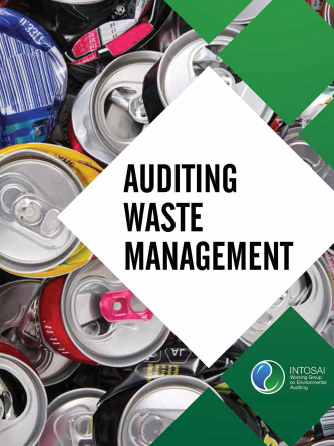 AUDITING
WASTE
MANAGEMENT
INTOSAI
Working Group
on Environmental
Auditing